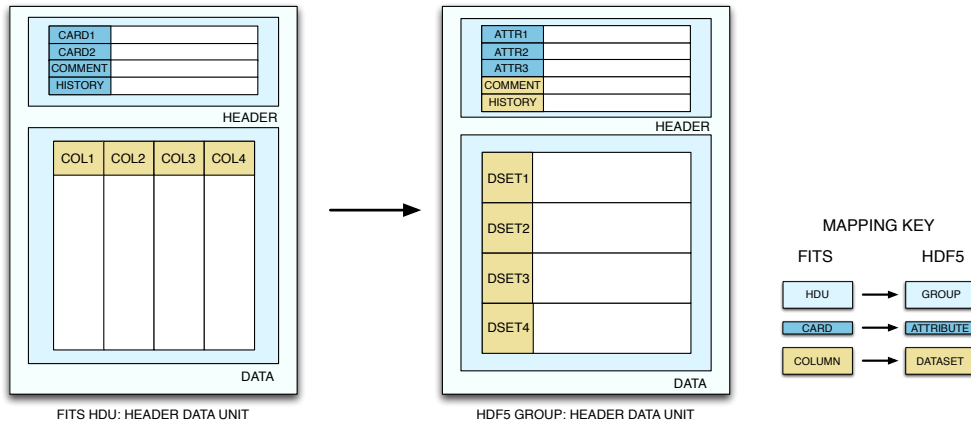 CARD1
CARD2
COMMENT
HISTORY
HEADER
COL1 COL2 COL3 COL4
DATA
FITS HDU: HEADER DATA UNIT
ATTR1
ATTR2
ATTR3
COMMENT
HISTORY
HEADER
DSET1
DSET2
DSET3
DSET4
DATA
HDF5 GROUP: HEADER DATA UNIT
MAPPING KEY
FITS HDF5
HDU GROUP
CARD ATTRIBUTE
COLUMN DATASET